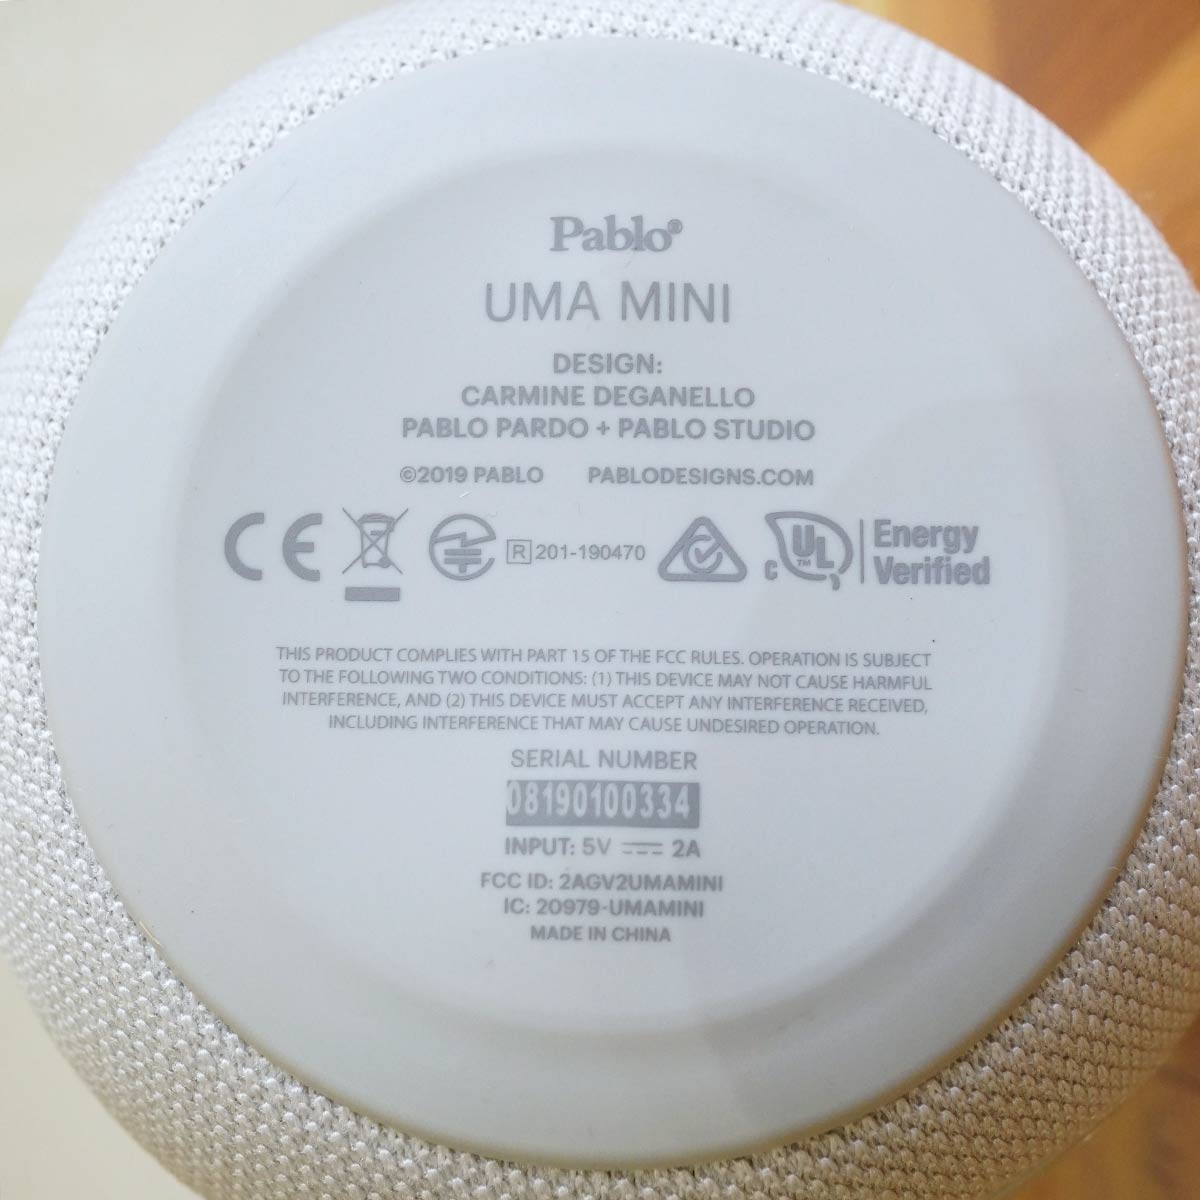 Pablo®
UMA MINI
DESIGN:
CARMINE DEGANELLO
PABLO PARDO + PABLO STUDIO
©2019 PABLO PABLODESIGNS.COM
CE R 201-190470 c UL ™ Energy Verified
THIS PRODUCT COMPLIES WITH PART 15 OF THE FCC RULES. OPERATION IS SUBJECT
TO THE FOLLOWING TWO CONDITIONS: (1) THIS DEVICE MAY NOT CAUSE HARMFUL
INTERFERENCE, AND (2) THIS DEVICE MUST ACCEPT ANY INTERFERENCE RECEIVED,
INCLUDING INTERFERENCE THAT MAY CAUSE UNDESIRED OPERATION.
SERIAL NUMBER
08190100334
INPUT: 5V ⎓ 2A
FCC ID: 2AGV2UMAMINI
IC: 20979-UMAMINI
MADE IN CHINA